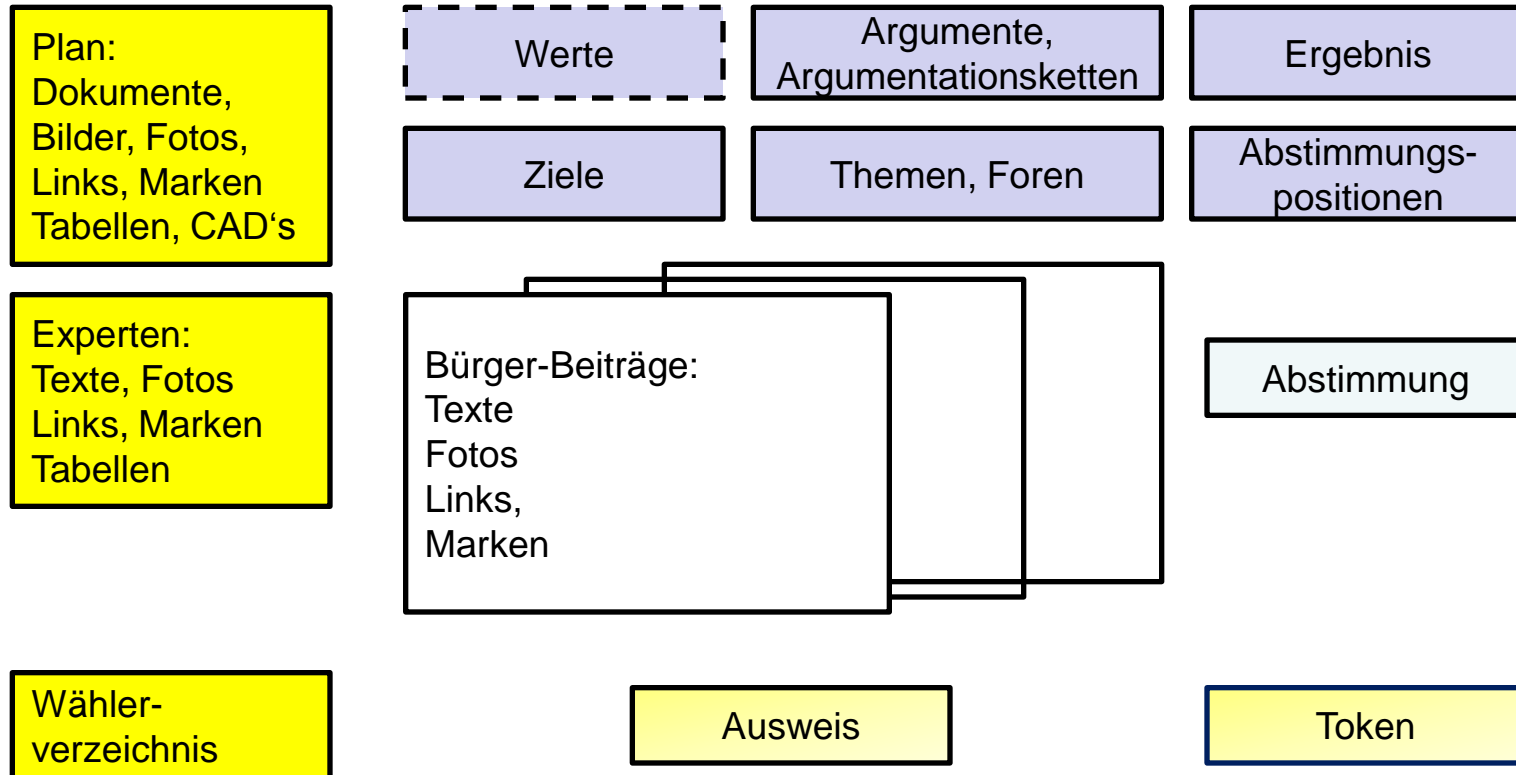 Plan:
Dokumente,
Bilder, Fotos,
Links, Marken
Tabellen, CAD‘s
Werte
Argumente,
Argumentationsketten
Ergebnis
Ziele
Themen, Foren
Abstimmungs-
positionen
Experten:
Texte, Fotos
Links, Marken
Tabellen
Bürger-Beiträge:
Texte
Fotos
Links,
Marken
Abstimmung
Wähler-
verzeichnis
Ausweis
Token